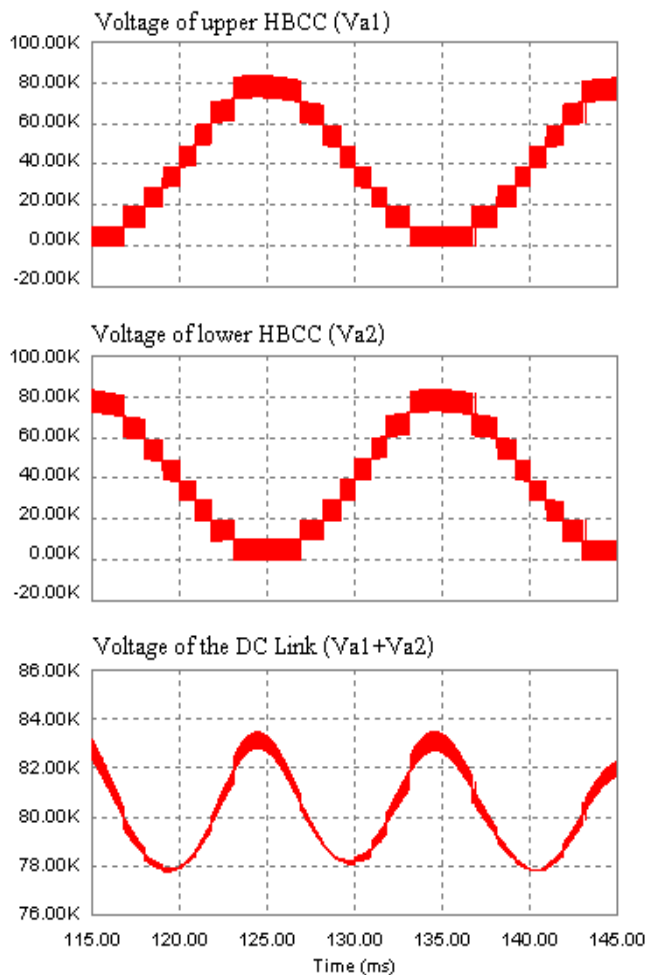 Voltage of upper HBCC (Va1)
100.00K
80.00K
60.00K
40.00K
20.00K
0.00K
-20.00K
Voltage of lower HBCC (Va2)
100.00K
80.00K
60.00K
40.00K
20.00K
0.00K
-20.00K
Voltage of the DC Link (Va1+Va2)
86.00K
84.00K
82.00K
80.00K
78.00K
76.00K
115.00 120.00 125.00 130.00 135.00 140.00 145.00
Time (ms)